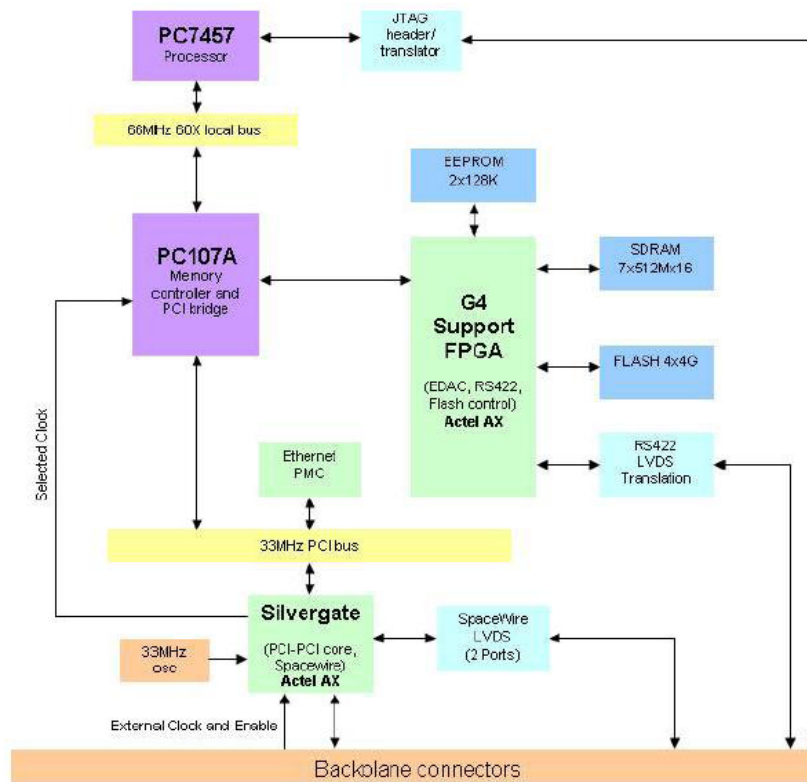 PC7457
Processor
JTAG
header/
translator
66MHz 60X local bus
EEPROM
2x128K
PC107A
Memory
controller and
PCI bridge
G4
Support
FPGA
(EDAC, RS422,
Flash control)
Actel AX
SDRAM
7x512Mx16
FLASH 4x4G
RS422
LVDS
Translation
Selected Clock
Ethernet
PMC
33MHz PCI bus
Silvergate
(PCI-PCI core,
Spacewire)
Actel AX
SpaceWire
LVDS
(2 Ports)
33MHz
osc
External Clock and Enable
Backplane connectors